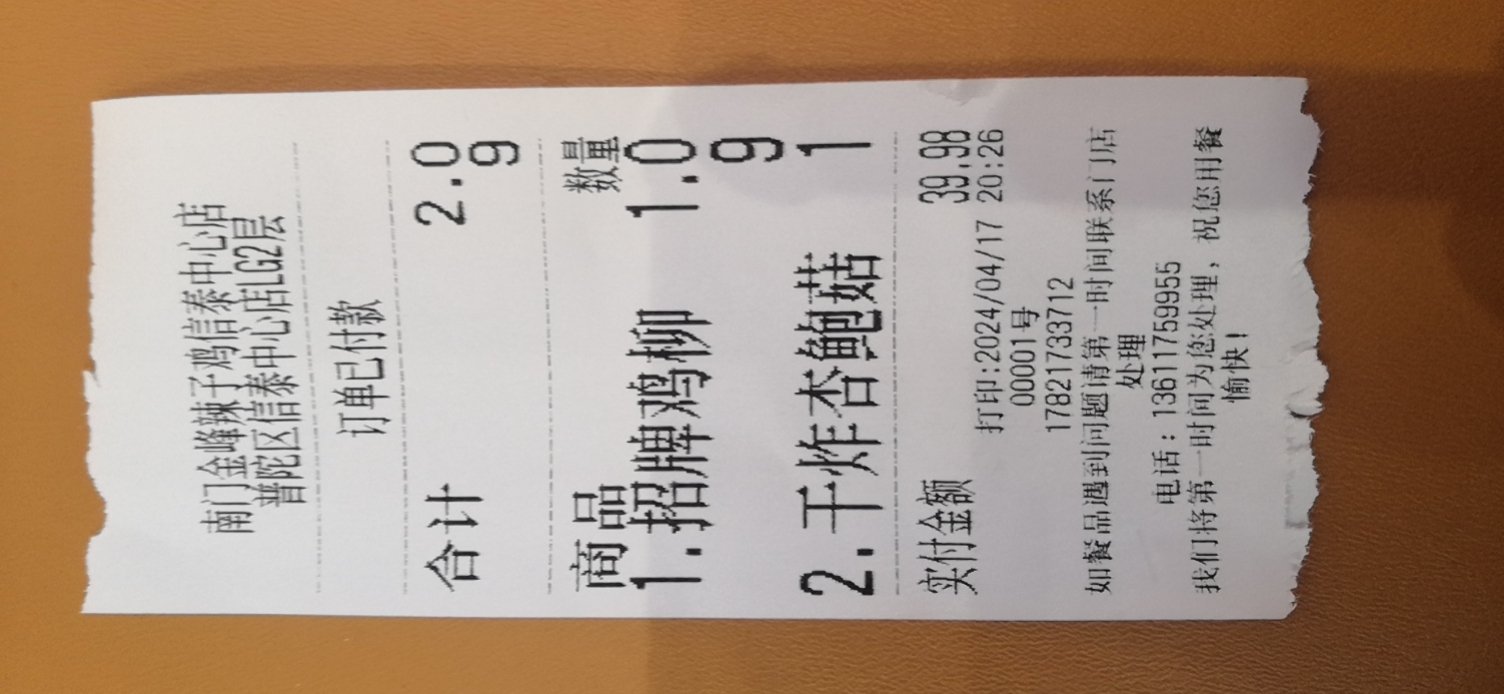 南门金峰辣子鸡信泰中心店
普陀区信泰中心店LG2层
订单已付款
合计 2.0
9
商品 数量
1.招牌鸡柳 1.0
9
2.干炸杏鲍菇 1
实付金额 39.98
打印:2024/04/17 20:26
00001号
17821733712
如餐品遇到问题请第一时间联系门店
处理
电话：13611759955
我们将第一时间为您处理，祝您用餐
愉快！